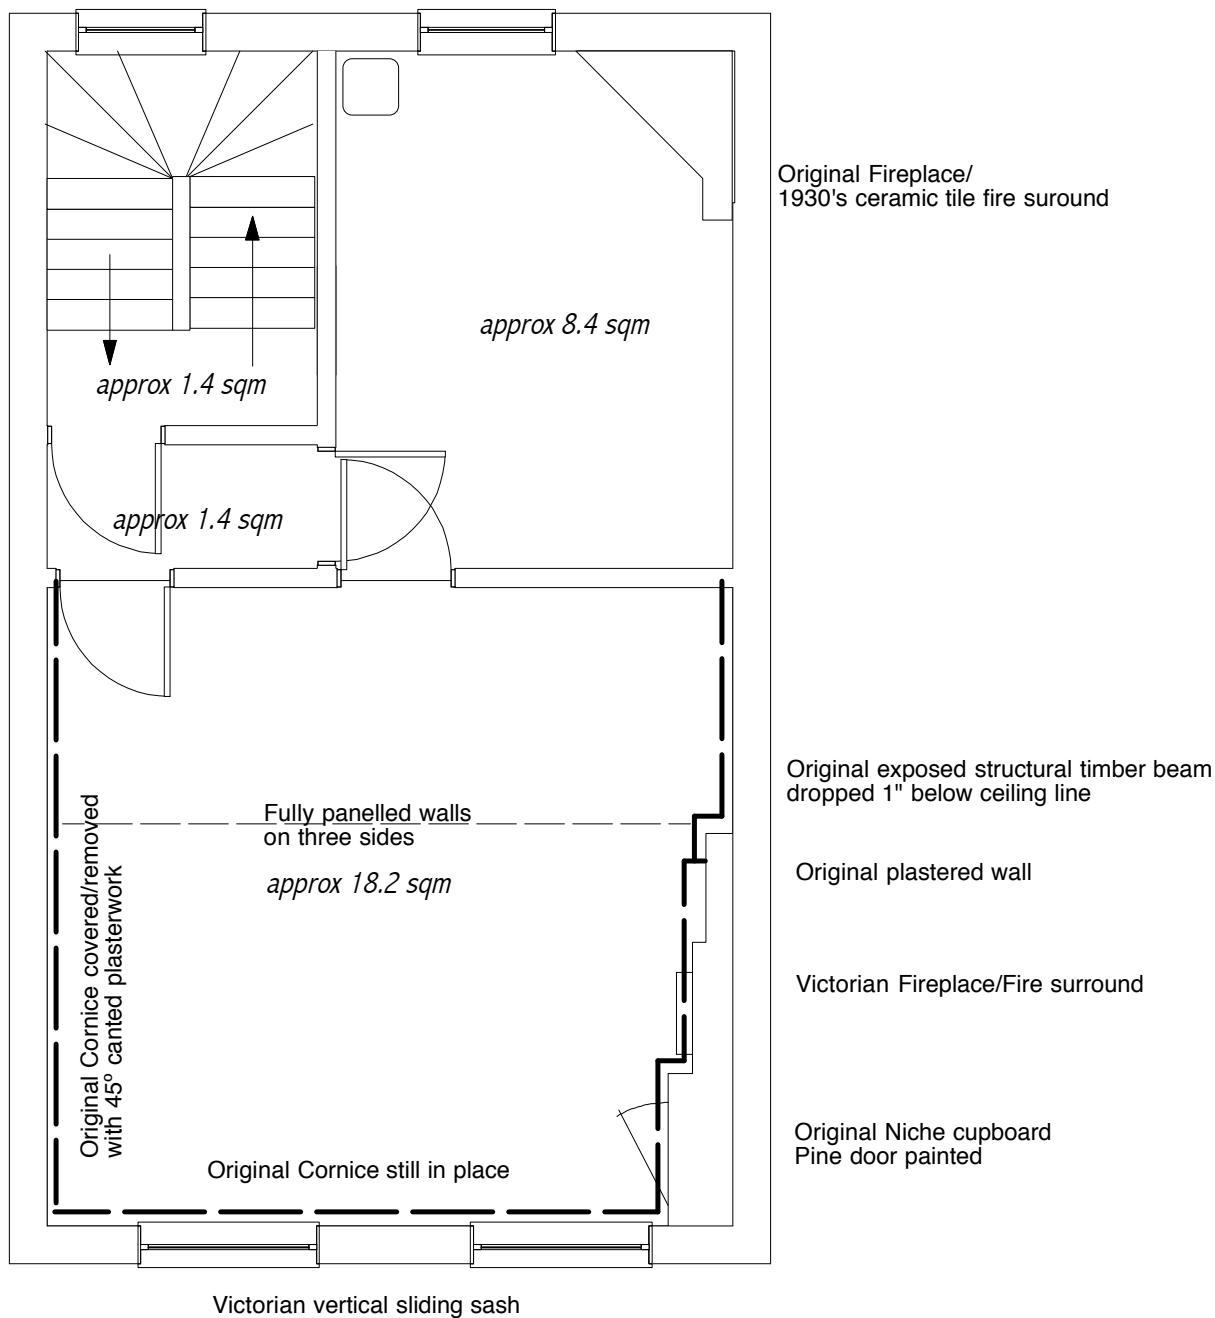 Original Fireplace/
1930's ceramic tile fire suround
approx 8.4 sqm
approx 1.4 sqm
approx 1.4 sqm
Original exposed structural timber beam
dropped 1" below ceiling line
Fully panelled walls
on three sides
approx 18.2 sqm
Original plastered wall
Original Cornice covered/removed
with 45º canted plasterwork
Victorian Fireplace/Fire surround
Original Niche cupboard
Pine door painted
Original Cornice still in place
Victorian vertical sliding sash